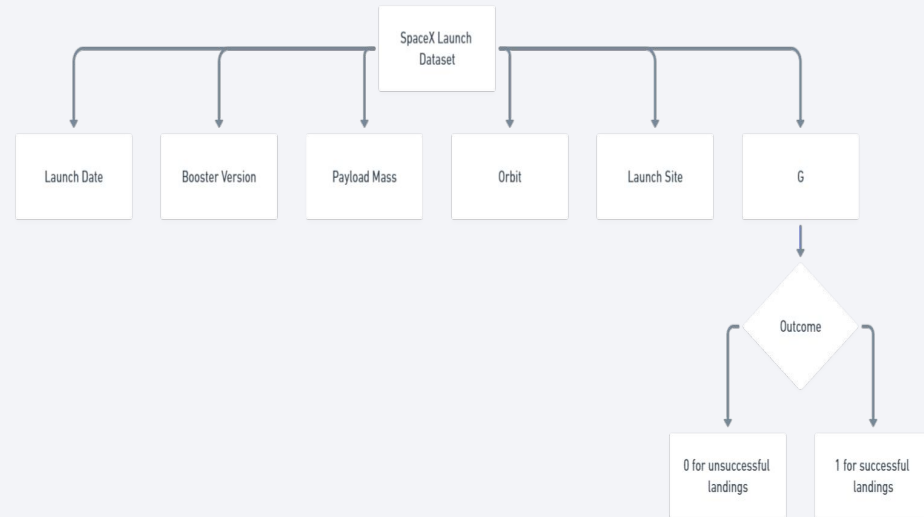 SpaceX Launch
Dataset
Launch Date
Booster Version
Payload Mass
Orbit
Launch Site
G
Outcome
0 for unsuccessful
landings
1 for successful
landings